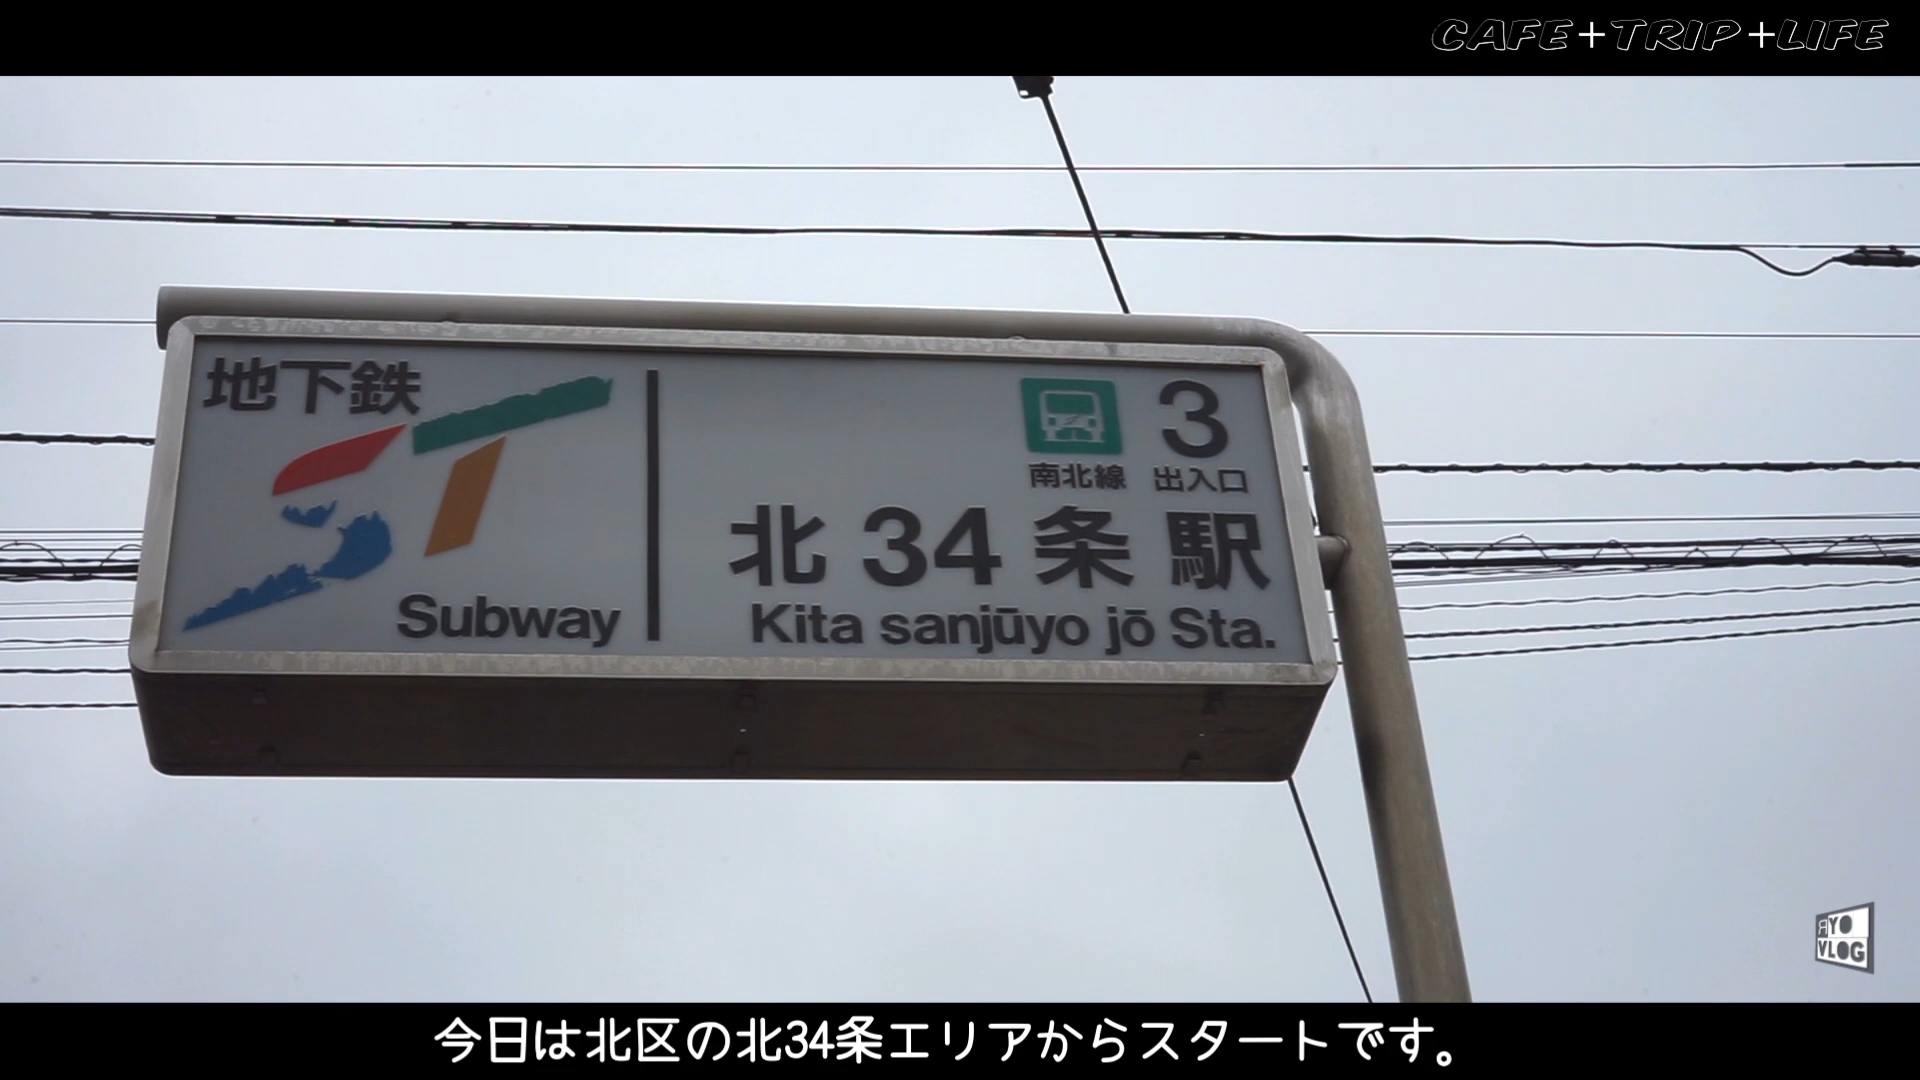 CAFE+TRIP+LIFE
地下鉄
ST
Subway
3
南北線 出入口
北34条駅
Kita sanjūyo jō Sta.
RYO
VLOG
今日は北区の北34条エリアからスタートです。